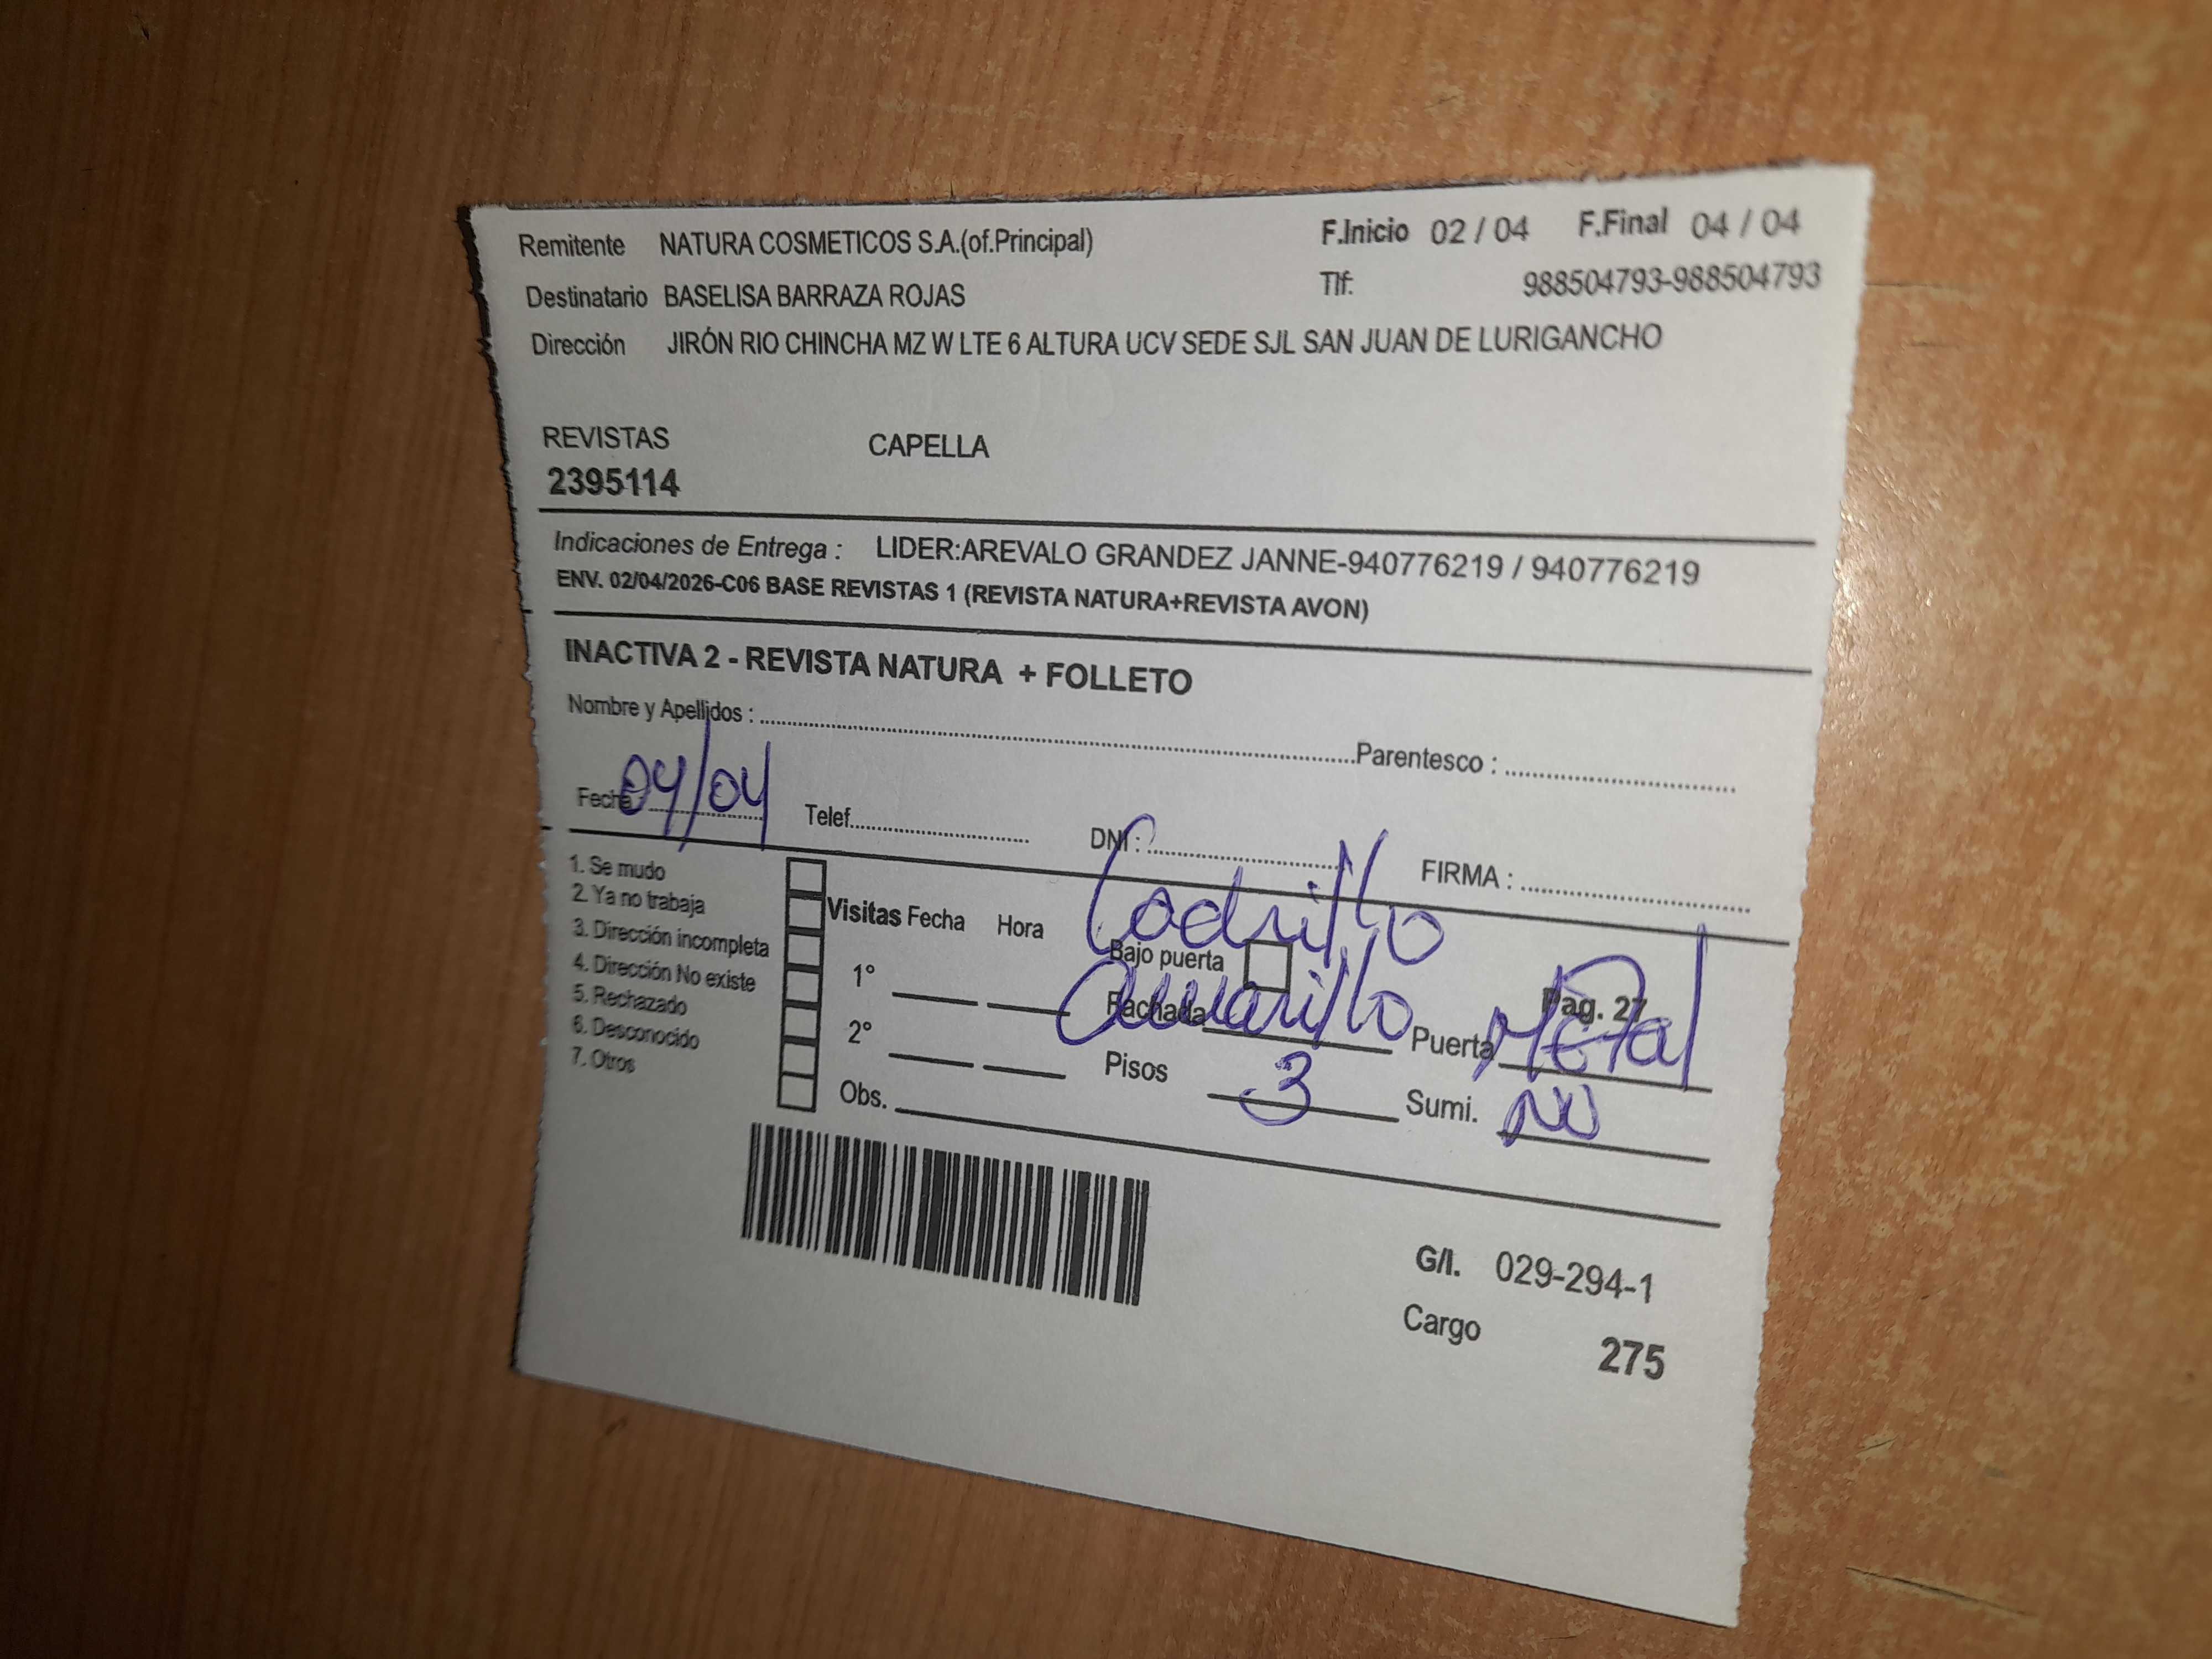 Remitente NATURA COSMETICOS S.A.(of.Principal) F.Inicio 02 / 04 F.Final 04 / 04
Destinatario BASELISA BARRAZA ROJAS Tlf: 988504793-988504793
Dirección JIRÓN RIO CHINCHA MZ W LTE 6 ALTURA UCV SEDE SJL SAN JUAN DE LURIGANCHO
REVISTAS CAPELLA
2395114
Indicaciones de Entrega : LIDER:AREVALO GRANDEZ JANNE-940776219 / 940776219
ENV. 02/04/2026-C06 BASE REVISTAS 1 (REVISTA NATURA+REVISTA AVON)
INACTIVA 2 - REVISTA NATURA + FOLLETO
Nombre y Apellidos : Parentesco :
Fecha : 04/04 Telef. DNI : FIRMA :
1. Se mudo
2. Ya no trabaja
3. Dirección incompleta
4. Dirección No existe
5. Rechazado
6. Desconocido
7. Otros
Visitas Fecha Hora
1°
2°
Obs.
Ladrillo
Bajo puerta
Pag. 27
Fachada amarillo Puerta Metal
Pisos 3 Sumi. NO
G/I. 029-294-1
Cargo 275